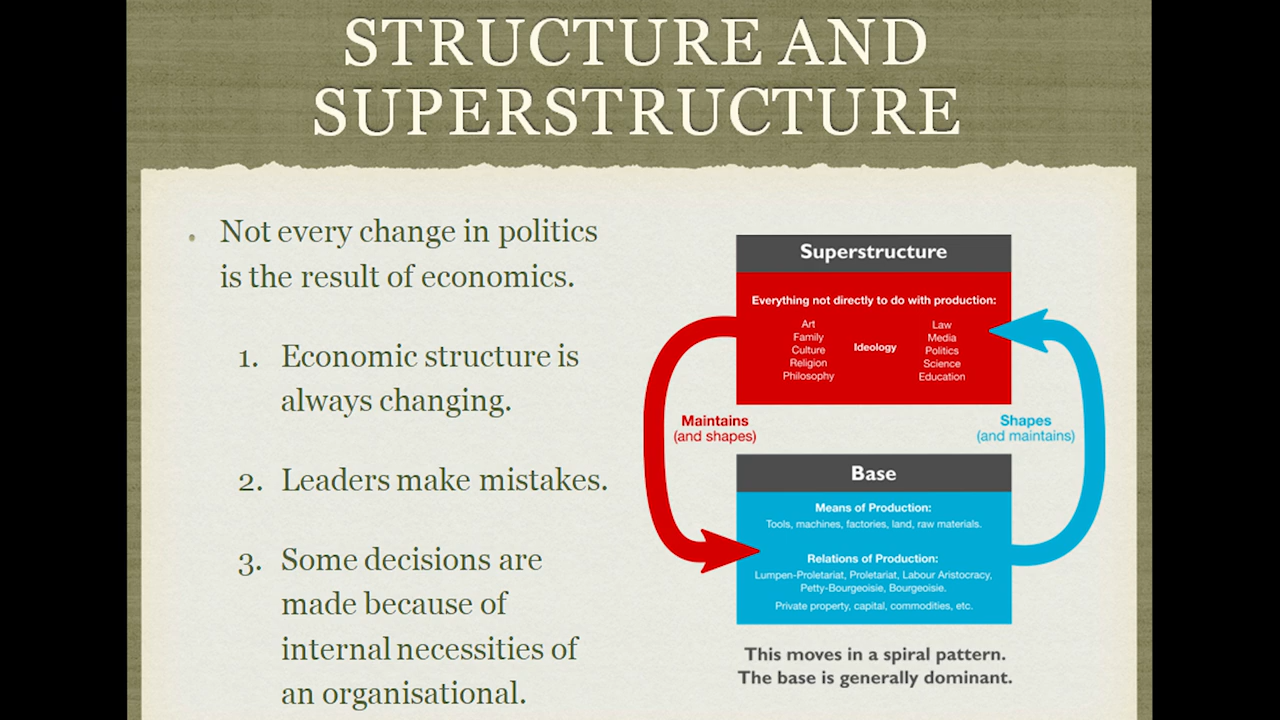 STRUCTURE AND
SUPERSTRUCTURE
Not every change in politics
is the result of economics.
1. Economic structure is
always changing.
2. Leaders make mistakes.
3. Some decisions are
made because of
internal necessities of
an organisational.
Superstructure
Everything not directly to do with production:
Art
Family
Culture
Religion
Philosophy
Ideology
Law
Media
Politics
Science
Education
Maintains
(and shapes)
Shapes
(and maintains)
Base
Means of Production:
Tools, machines, factories, land, raw materials.
Relations of Production:
Lumpen-Proletariat, Proletariat, Labour Aristocracy,
Petty-Bourgeoisie, Bourgeoisie.
Private property, capital, commodities, etc.
This moves in a spiral pattern.
The base is generally dominant.